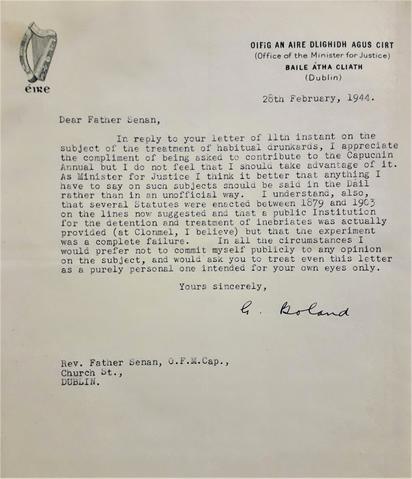 éire
OIFIG AN AIRE DLIGHIDH AGUS CIRT
(Office of the Minister for Justice)
BAILE ÁTHA CLIATH
(Dublin)
28th February, 1944.
Dear Father Senan,
In reply to your letter of 11th instant on the
subject of the treatment of habitual drunkards, I appreciate
the compliment of being asked to contribute to the Capuchin
Annual but I do not feel that I should take advantage of it.
As Minister for Justice I think it better that anything I
have to say on such subjects should be said in the Dail
rather than in an unofficial way. I understand, also,
that several Statutes were enacted between 1879 and 1903
on the lines now suggested and that a public Institution
for the detention and treatment of inebriates was actually
provided (at Clonmel, I believe) but that the experiment
was a complete failure. In all the circumstances I
would prefer not to commit myself publicly to any opinion
on the subject, and would ask you to treat even this letter
as a purely personal one intended for your own eyes only.
Yours sincerely,
G. Boland
Rev. Father Senan, O.F.M.Cap.,
Church St.,
DUBLIN.